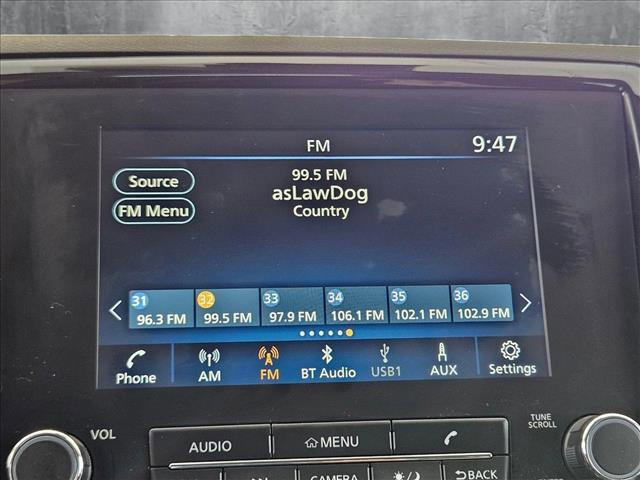 FM 9:47
Source
FM Menu
99.5 FM
asLawDog
Country
31 32 33 34 35 36
96.3 FM 99.5 FM 97.9 FM 106.1 FM 102.1 FM 102.9 FM
Phone AM FM BT Audio USB1 AUX Settings
VOL AUDIO MENU TUNE
SCROLL
CAMERA BACK